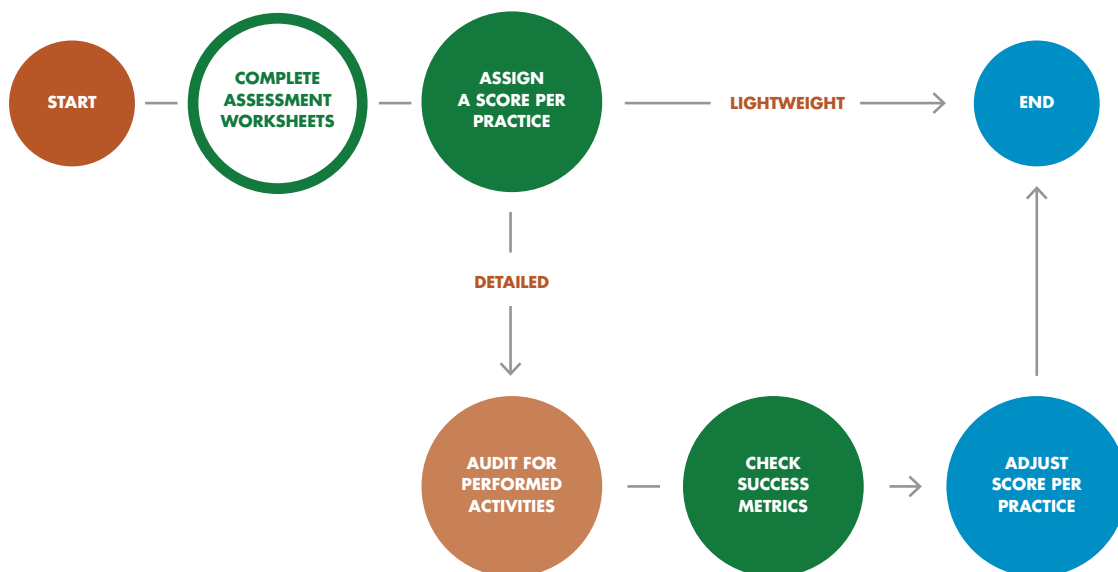 START
COMPLETE
ASSESSMENT
WORKSHEETS
ASSIGN
A SCORE PER
PRACTICE
LIGHTWEIGHT
END
DETAILED
AUDIT FOR
PERFORMED
ACTIVITIES
CHECK
SUCCESS
METRICS
ADJUST
SCORE PER
PRACTICE